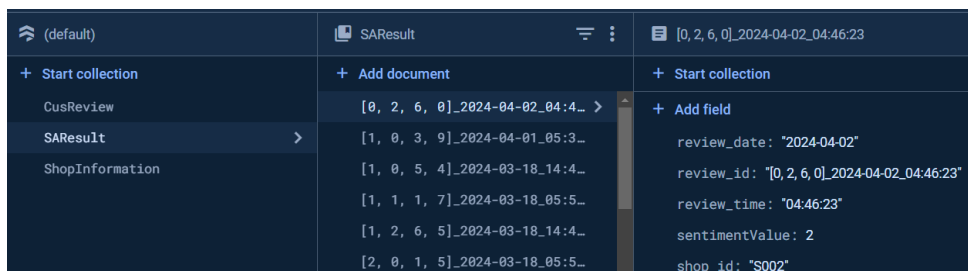 (default)
+ Start collection
CusReview
SAResult
ShopInformation
SAResult
+ Add document
[0, 2, 6, 0]_2024-04-02_04:4…
[1, 0, 3, 9]_2024-04-01_05:3…
[1, 0, 5, 4]_2024-03-18_14:4…
[1, 1, 1, 7]_2024-03-18_05:5…
[1, 2, 6, 5]_2024-03-18_14:4…
[2, 0, 1, 5]_2024-03-18_05:5…
[0, 2, 6, 0]_2024-04-02_04:46:23
+ Start collection
+ Add field
review_date: "2024-04-02"
review_id: "[0, 2, 6, 0]_2024-04-02_04:46:23"
review_time: "04:46:23"
sentimentValue: 2
shop_id: "S002"